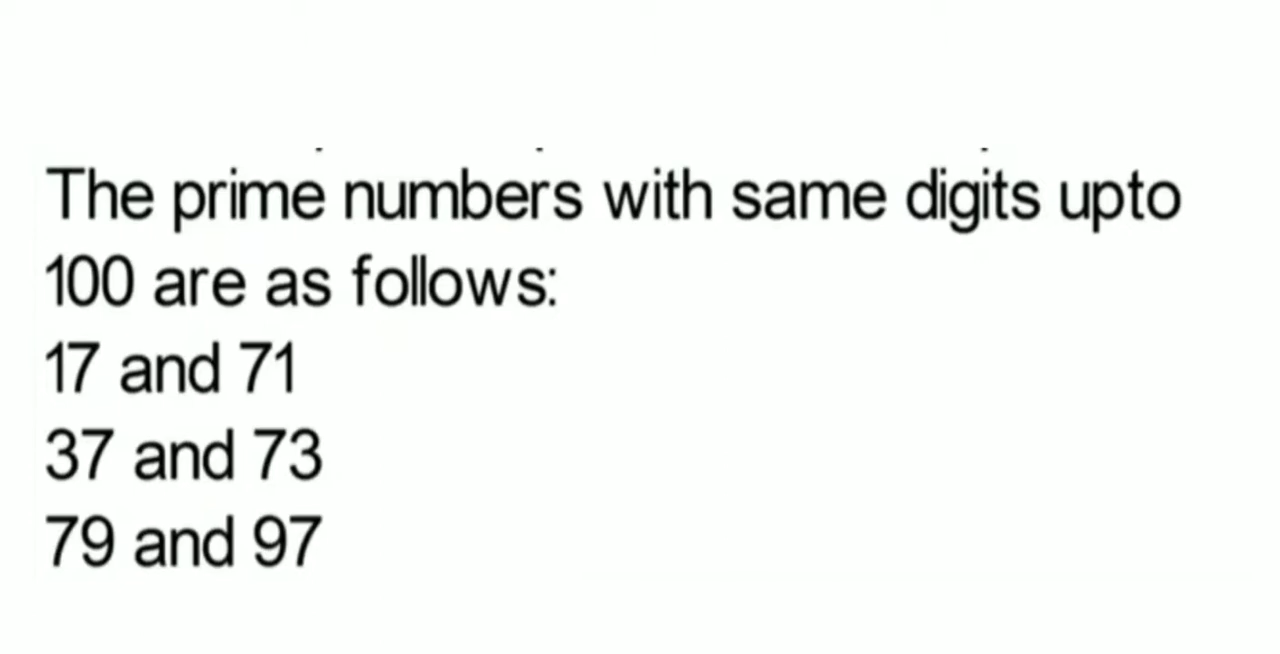 The prime numbers with same digits upto
100 are as follows:
17 and 71
37 and 73
79 and 97